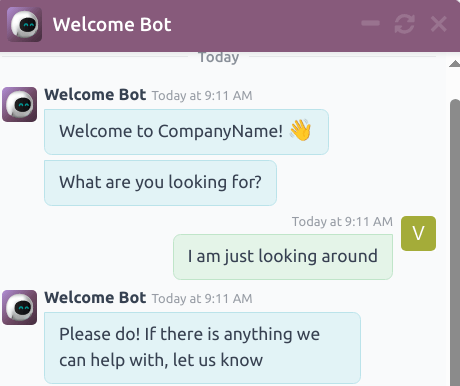 Welcome Bot
Today
Welcome Bot Today at 9:11 AM
Welcome to CompanyName! 👋
What are you looking for?
Today at 9:11 AM
V
I am just looking around
Welcome Bot Today at 9:11 AM
Please do! If there is anything we
can help with, let us know